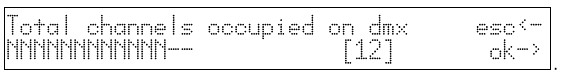 Total channels occupied on dmx esc<-
NNNNNNNNNNNN-- [12] ok->
.